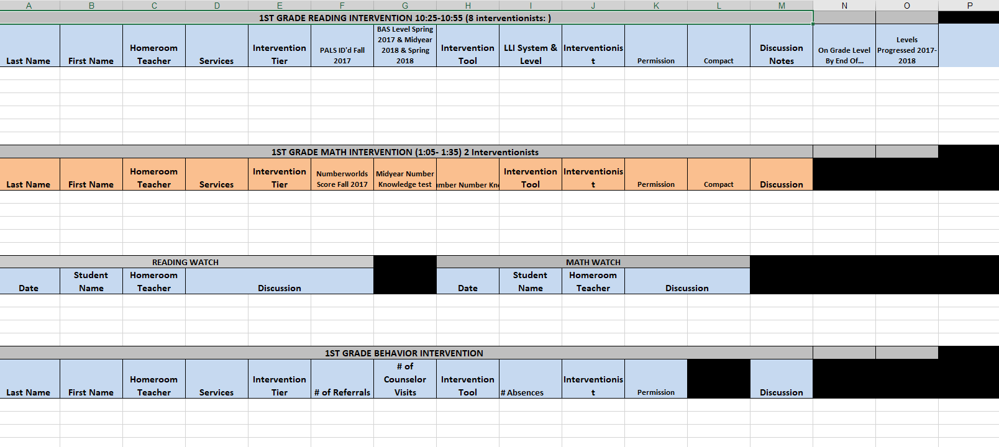 A B C D E F G H I J K L M N O P
1ST GRADE READING INTERVENTION 10:25-10:55 (8 interventionists: )
Last Name
First Name
Homeroom
Teacher
Services
Intervention
Tier
PALS ID'd Fall
2017
BAS Level Spring
2017 & Midyear
2018 & Spring
2018
Intervention
Tool
LLI System &
Level
Interventionis
t
Permission
Compact
Discussion
Notes
On Grade Level
By End Of...
Levels
Progressed 2017-
2018
1ST GRADE MATH INTERVENTION (1:05- 1:35) 2 Interventionists
Last Name
First Name
Homeroom
Teacher
Services
Intervention
Tier
Numberworlds
Score Fall 2017
Midyear Number
Knowledge test
Number
Intervention
Tool
Interventionis
t
Permission
Compact
Discussion
READING WATCH
MATH WATCH
Date
Student
Name
Homeroom
Teacher
Discussion
Date
Student
Name
Homeroom
Teacher
Discussion
1ST GRADE BEHAVIOR INTERVENTION
Last Name
First Name
Homeroom
Teacher
Services
Intervention
Tier
# of Referrals
# of
Counselor
Visits
Intervention
Tool
# Absences
Interventionis
t
Permission
Discussion